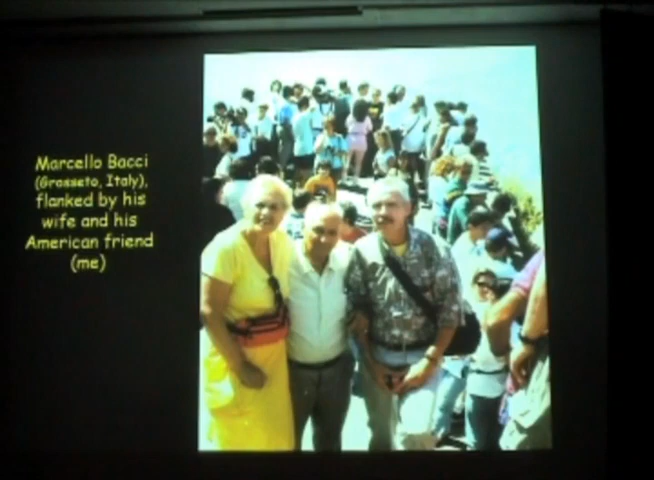 Marcello Bacci
(Grosseto, Italy),
flanked by his
wife and his
American friend
(me)